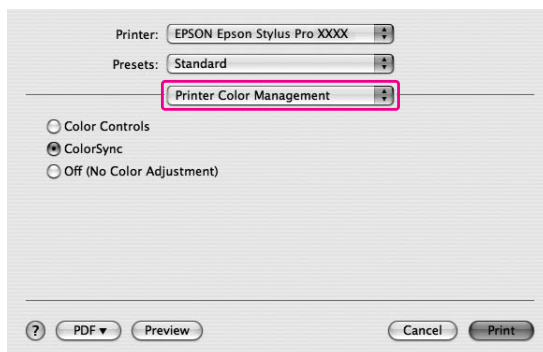 Printer: EPSON Epson Stylus Pro XXXX
Presets: Standard
Printer Color Management
Color Controls
ColorSync
Off (No Color Adjustment)
? PDF ▼ Preview Cancel Print